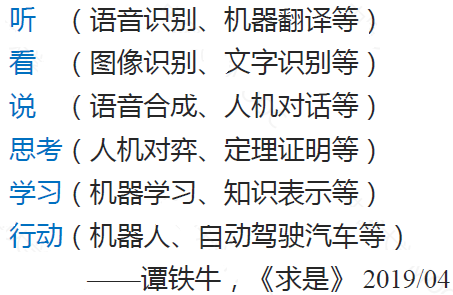 听 （语音识别、机器翻译等）
看 （图像识别、文字识别等）
说 （语音合成、人机对话等）
思考（人机对弈、定理证明等）
学习（机器学习、知识表示等）
行动（机器人、自动驾驶汽车等）
——谭铁牛，《求是》 2019/04